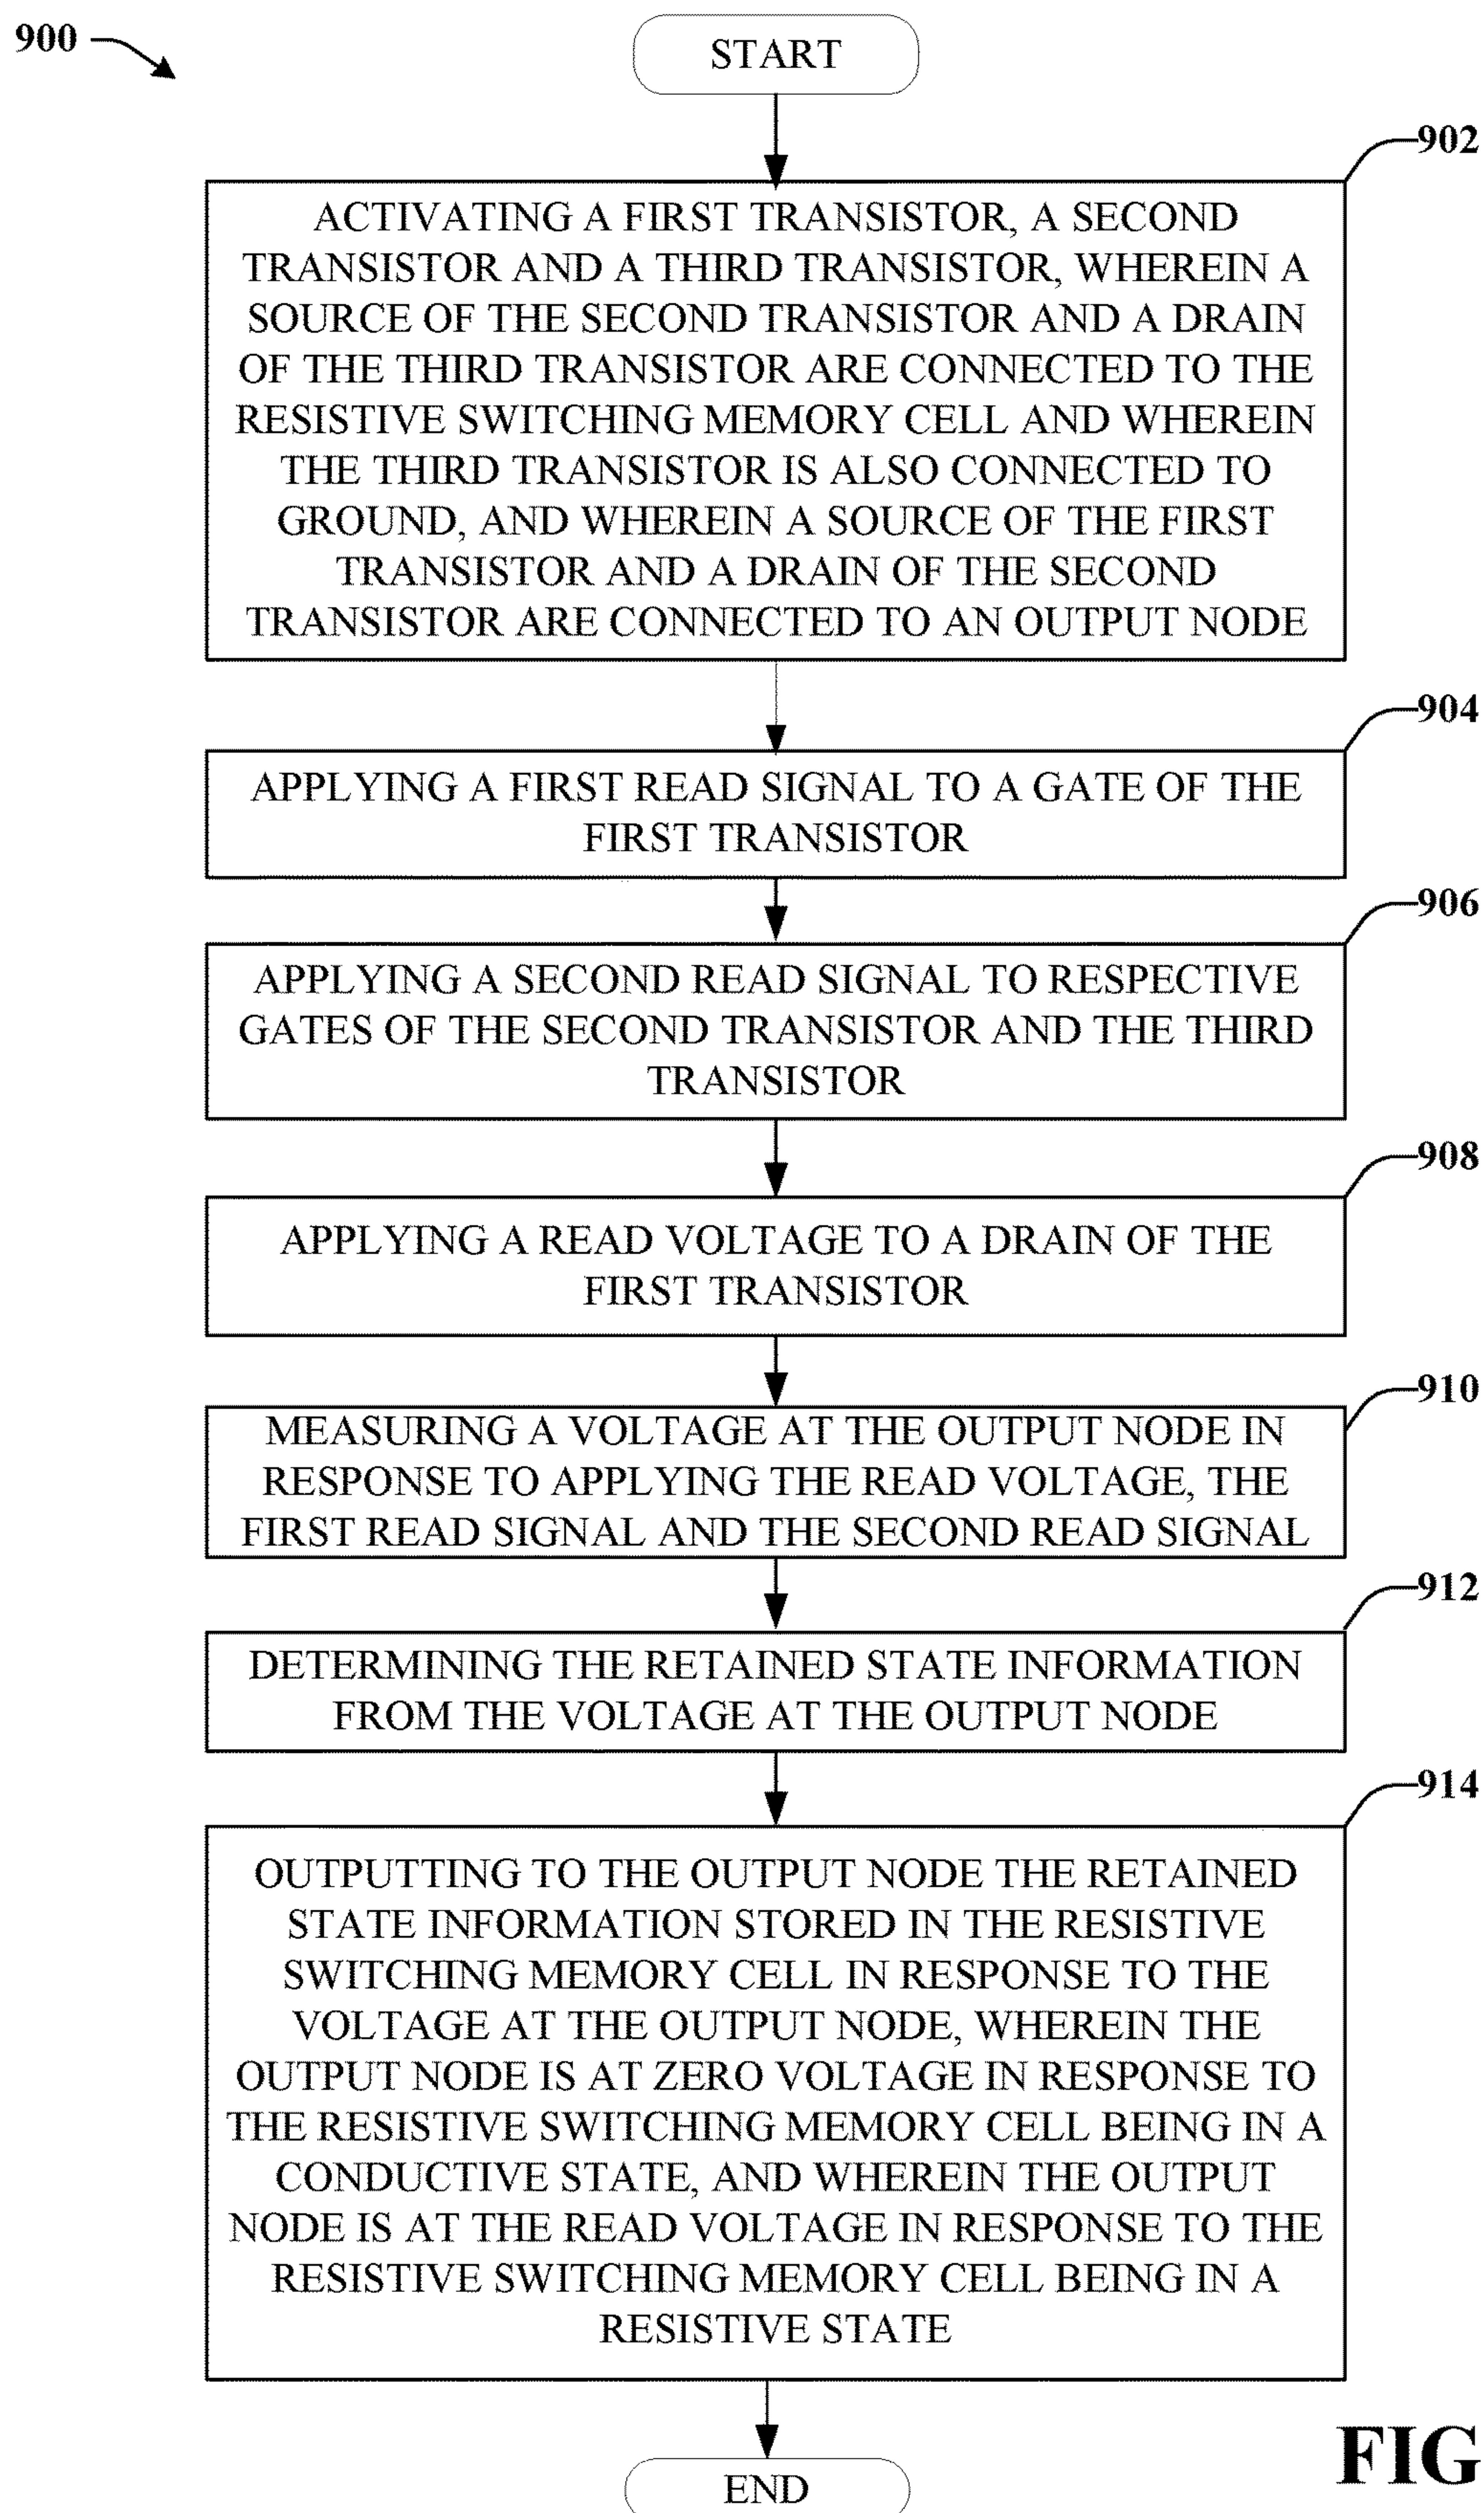 900
START
902
ACTIVATING A FIRST TRANSISTOR, A SECOND
TRANSISTOR AND A THIRD TRANSISTOR, WHEREIN A
SOURCE OF THE SECOND TRANSISTOR AND A DRAIN
OF THE THIRD TRANSISTOR ARE CONNECTED TO THE
RESISTIVE SWITCHING MEMORY CELL AND WHEREIN
THE THIRD TRANSISTOR IS ALSO CONNECTED TO
GROUND, AND WHEREIN A SOURCE OF THE FIRST
TRANSISTOR AND A DRAIN OF THE SECOND
TRANSISTOR ARE CONNECTED TO AN OUTPUT NODE
904
APPLYING A FIRST READ SIGNAL TO A GATE OF THE
FIRST TRANSISTOR
906
APPLYING A SECOND READ SIGNAL TO RESPECTIVE
GATES OF THE SECOND TRANSISTOR AND THE THIRD
TRANSISTOR
908
APPLYING A READ VOLTAGE TO A DRAIN OF THE
FIRST TRANSISTOR
910
MEASURING A VOLTAGE AT THE OUTPUT NODE IN
RESPONSE TO APPLYING THE READ VOLTAGE, THE
FIRST READ SIGNAL AND THE SECOND READ SIGNAL
912
DETERMINING THE RETAINED STATE INFORMATION
FROM THE VOLTAGE AT THE OUTPUT NODE
914
OUTPUTTING TO THE OUTPUT NODE THE RETAINED
STATE INFORMATION STORED IN THE RESISTIVE
SWITCHING MEMORY CELL IN RESPONSE TO THE
VOLTAGE AT THE OUTPUT NODE, WHEREIN THE
OUTPUT NODE IS AT ZERO VOLTAGE IN RESPONSE TO
THE RESISTIVE SWITCHING MEMORY CELL BEING IN A
CONDUCTIVE STATE, AND WHEREIN THE OUTPUT
NODE IS AT THE READ VOLTAGE IN RESPONSE TO THE
RESISTIVE SWITCHING MEMORY CELL BEING IN A
RESISTIVE STATE
END
FIG